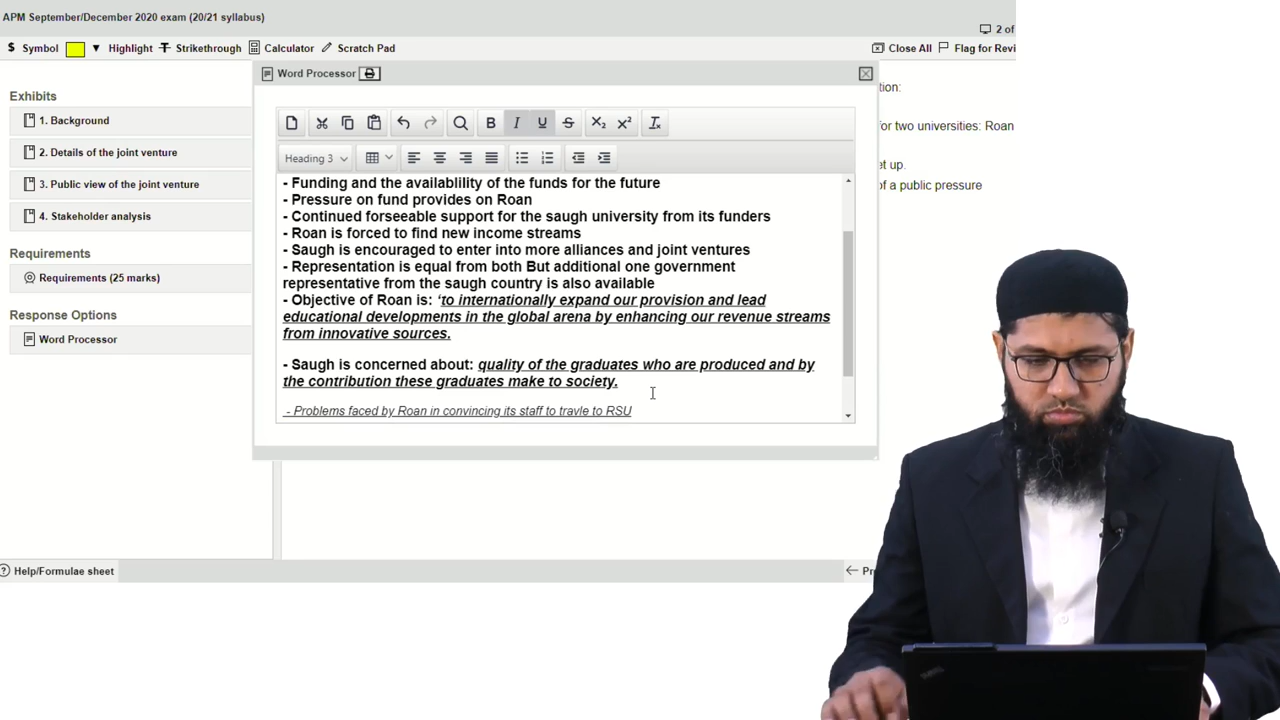 APM September/December 2020 exam (20/21 syllabus)
2 of
$ Symbol Highlight Strikethrough Calculator Scratch Pad Close All Flag for Revi
Word Processor
Exhibits
1. Background
2. Details of the joint venture
3. Public view of the joint venture
4. Stakeholder analysis
Requirements
Requirements (25 marks)
Response Options
Word Processor
B I U S X₂ X² Tx
Heading 3
- Funding and the availablility of the funds for the future
- Pressure on fund provides on Roan
- Continued forseeable support for the saugh university from its funders
- Roan is forced to find new income streams
- Saugh is encouraged to enter into more alliances and joint ventures
- Representation is equal from both But additional one government
representative from the saugh country is also available
- Objective of Roan is: ‘to internationally expand our provision and lead
educational developments in the global arena by enhancing our revenue streams
from innovative sources.
- Saugh is concerned about: quality of the graduates who are produced and by
the contribution these graduates make to society.
- Problems faced by Roan in convincing its staff to travle to RSU
tion:
for two universities: Roan
et up.
of a public pressure
Help/Formulae sheet
Pr
ThinkPad